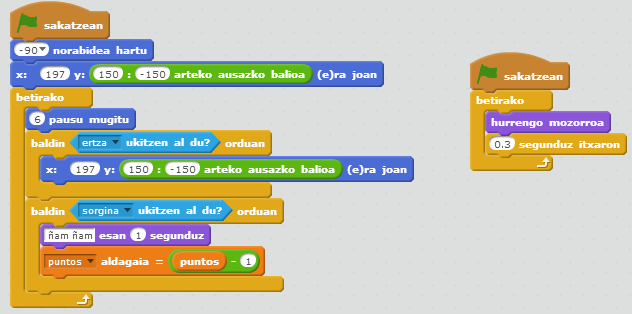 sakatzean
-90 norabidea hartu
x: 197 y: 150 : -150 arteko ausazko balioa (e)ra joan
betirako
6 pausu mugitu
baldin ertza ukitzen al du? orduan
x: 197 y: 150 : -150 arteko ausazko balioa (e)ra joan
baldin sorgina ukitzen al du? orduan
ñam ñam esan 1 segunduz
puntos aldagaia = puntos - 1
sakatzean
betirako
hurrengo mozorroa
0.3 segunduz itxaron